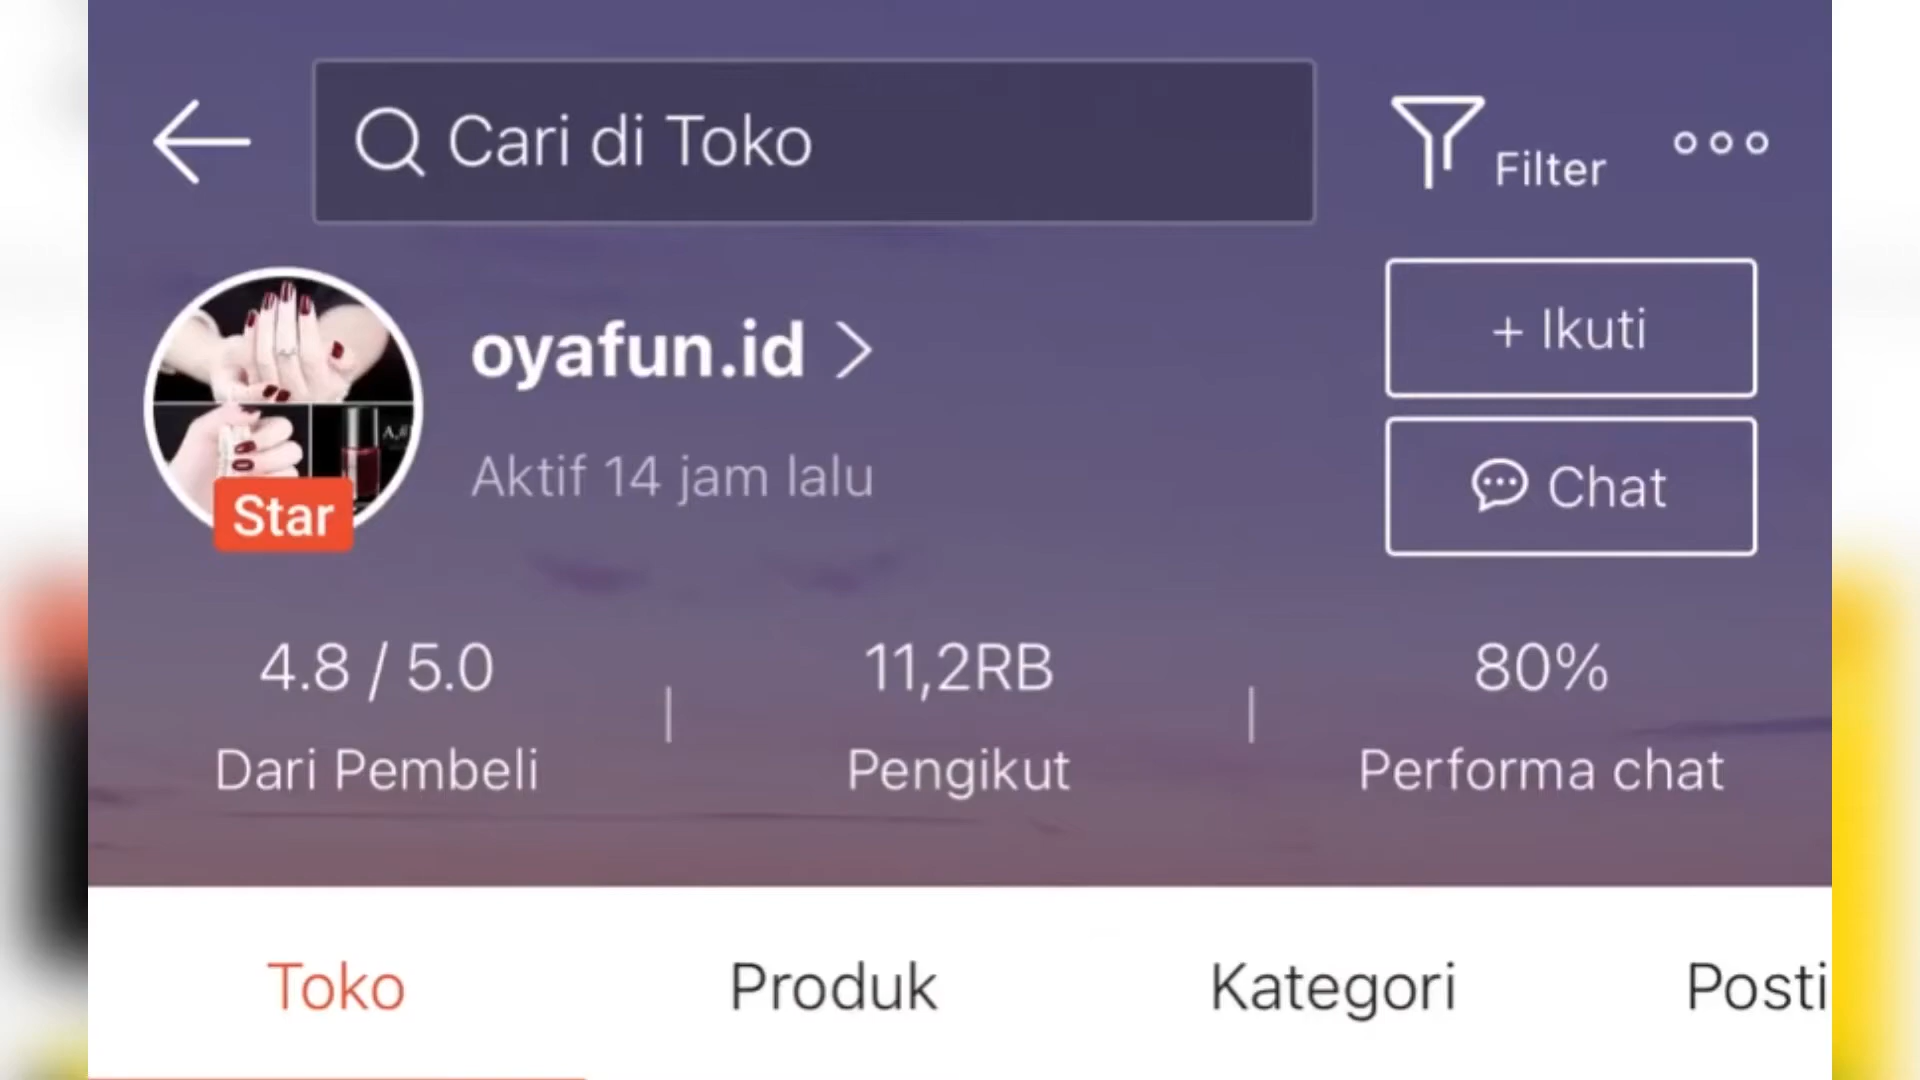 Cari di Toko
Filter
oyafun.id
+ Ikuti
Aktif 14 jam lalu
Chat
Star
4.8 / 5.0
11,2RB
80%
Dari Pembeli
Pengikut
Performa chat
Toko
Produk
Kategori
Posti